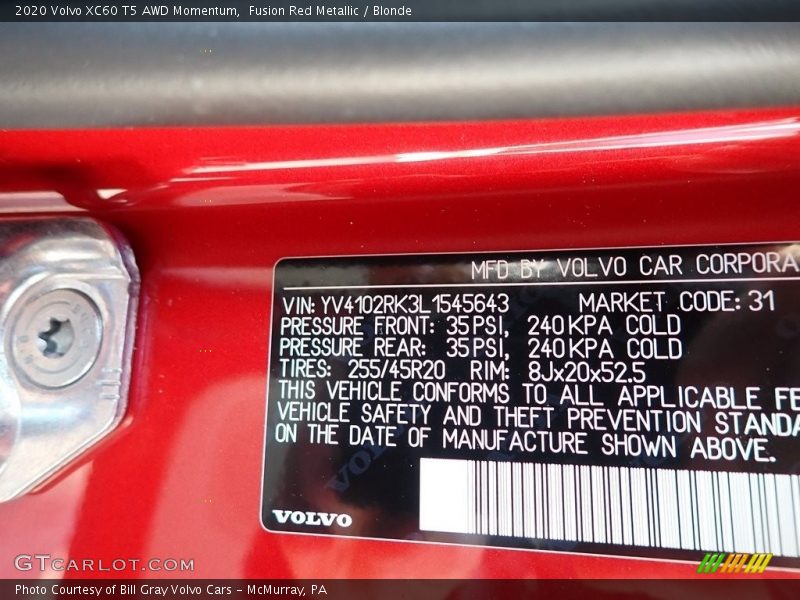 2020 Volvo XC60 T5 AWD Momentum,  Fusion Red Metallic / Blonde
MFD BY VOLVO CAR CORPORA
VIN: YV4102RK3L1545643 MARKET CODE: 31
PRESSURE FRONT: 35 PSI, 240 KPA COLD
PRESSURE REAR: 35 PSI, 240 KPA COLD
TIRES: 255/45R20 RIM: 8Jx20x52.5
THIS VEHICLE CONFORMS TO ALL APPLICABLE FE
VEHICLE SAFETY AND THEFT PREVENTION STANDA
ON THE DATE OF MANUFACTURE SHOWN ABOVE.
VOLVO
GTCARLOT.COM
Photo Courtesy of Bill Gray Volvo Cars – McMurray, PA